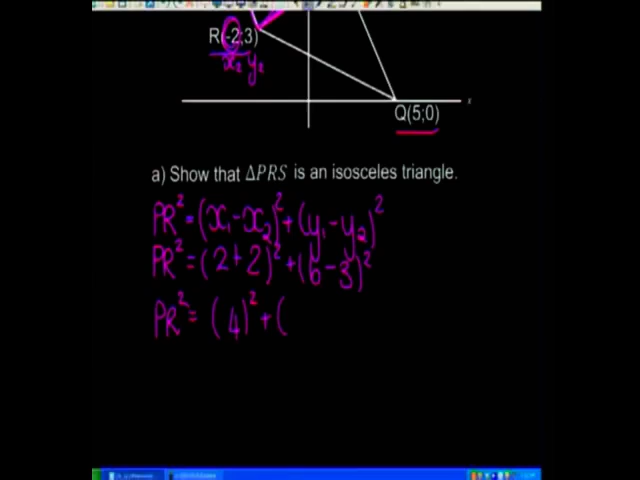 R(-2;3)
x₂ y₂
Q(5;0)
x
a) Show that ΔPRS is an isosceles triangle.
PR² = (x₁ - x₂)² + (y₁ - y₂)²
PR² = (2 + 2)² + (6 - 3)²
PR² = (4)² + (